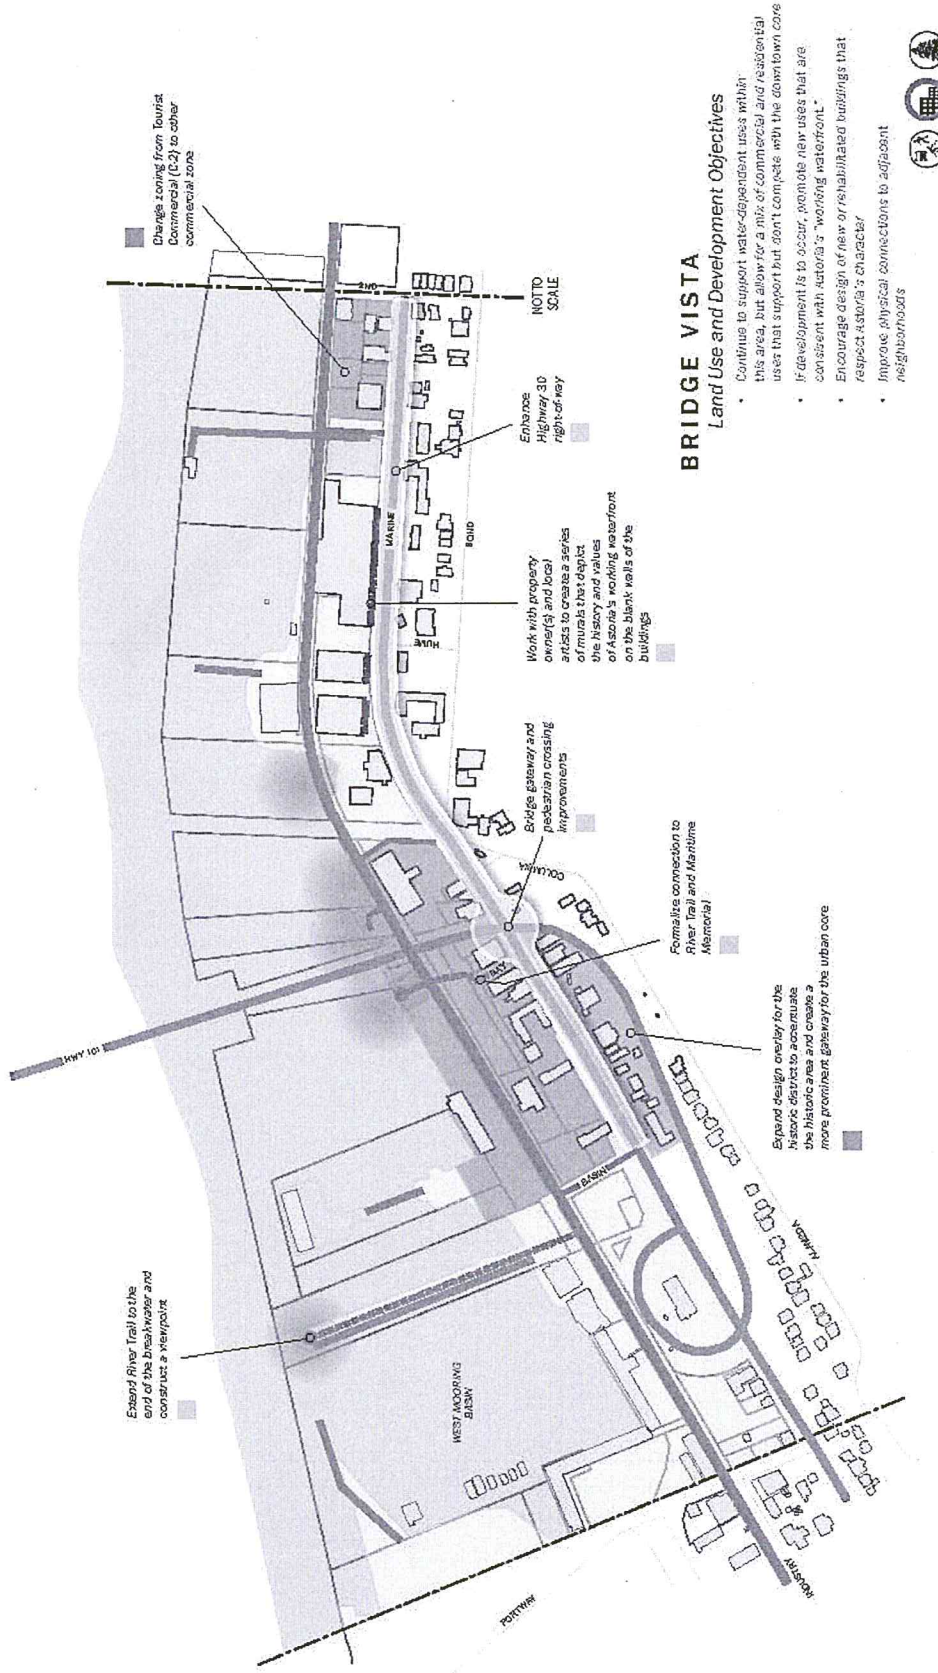 Change zoning from Tourist
Commercial (C-2) to other
commercial zone
2ND
NOT TO
SCALE
Enhance
Highway 30
right-of-way
MARINE
BOND
HUME
Work with property
owner(s) and local
artists to create a series
of murals that depict
the history and values
of Astoria's working waterfront
on the blank walls of the
buildings
Bridge gateway and
pedestrian crossing
improvements
COLUMBIA
HWY 101
BAY
Formalize connection to
River Trail and Maritime
Memorial
Expand design overlay for the
historic district to accentuate
the historic area and create a
more prominent gateway for the urban core
BASIN
ALAMEDA
Extend River Trail to the
end of the breakwater and
construct a viewpoint
WEST MOORING
BASIN
PORTWAY
INDUSTRY
BRIDGE VISTA
Land Use and Development Objectives
• Continue to support water-dependent uses within
this area, but allow for a mix of commercial and residential
uses that support but don't compete with the downtown core
• If development is to occur, promote new uses that are
consistent with Astoria's "working waterfront."
• Encourage design of new or rehabilitated buildings that
respect Astoria's character
• Improve physical connections to adjacent
neighborhoods